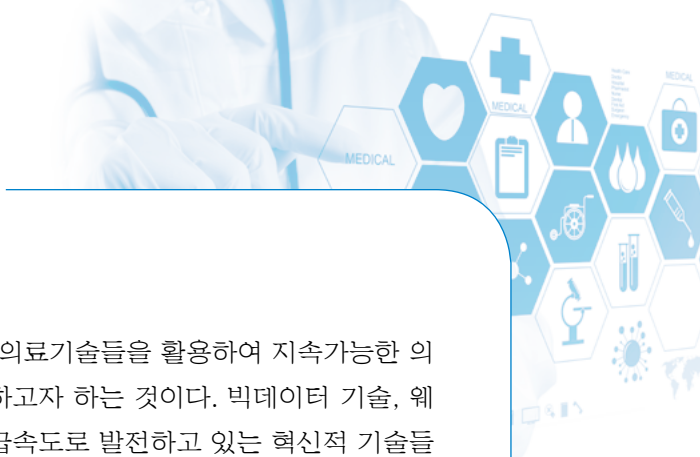 MEDICAL
MEDICAL
MEDICAL
의료기술들을 활용하여 지속가능한 의
하고자 하는 것이다. 빅데이터 기술, 웨
급속도로 발전하고 있는 혁신적 기술들